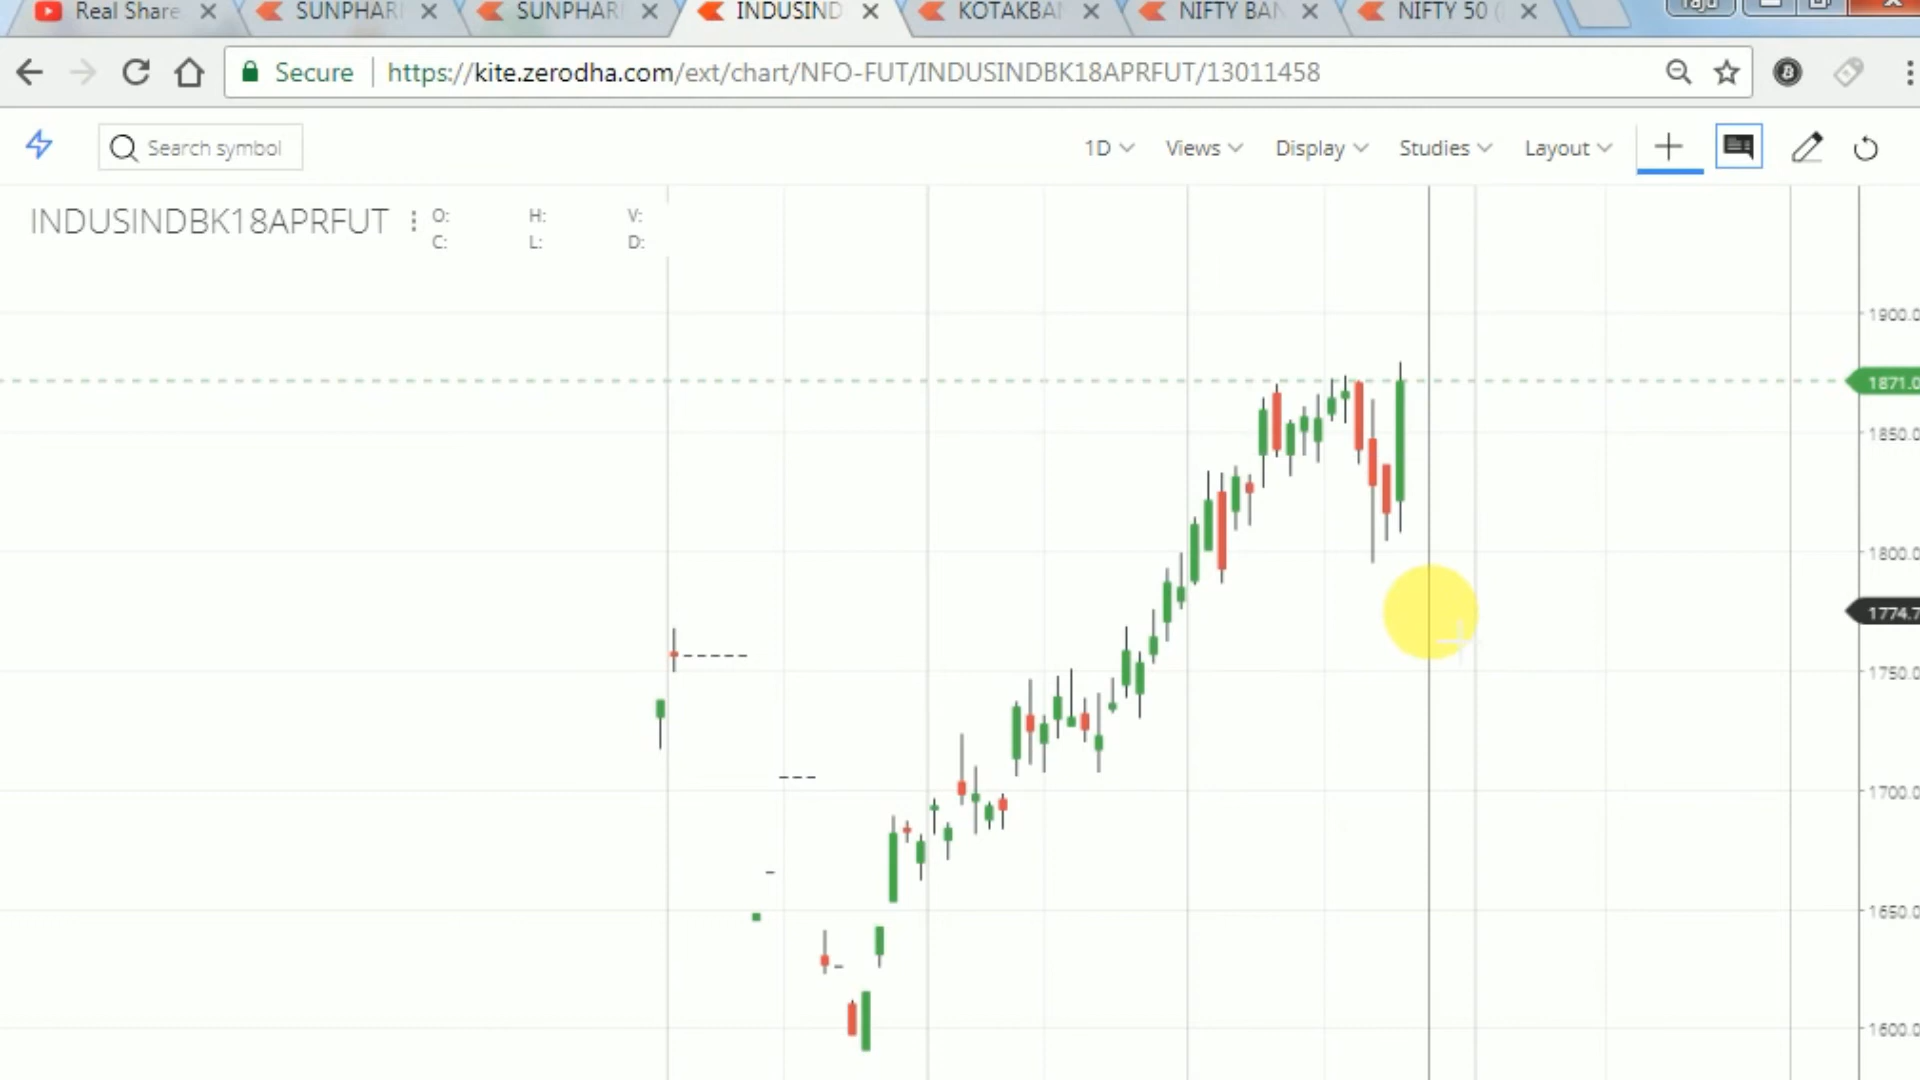 Real Share SUNPHAR SUNPHAR INDUSIND KOTAKBA NIFTY BAN NIFTY 50 (
Secure https://kite.zerodha.com/ext/chart/NFO-FUT/INDUSINDBK18APRFUT/13011458
Search symbol 1D Views Display Studies Layout
INDUSINDBK18APRFUT O: H: V:
C: L: D:
1900.0
1871.0
1850.0
1800.0
1774.7
1750.0
1700.0
1650.0
1600.0